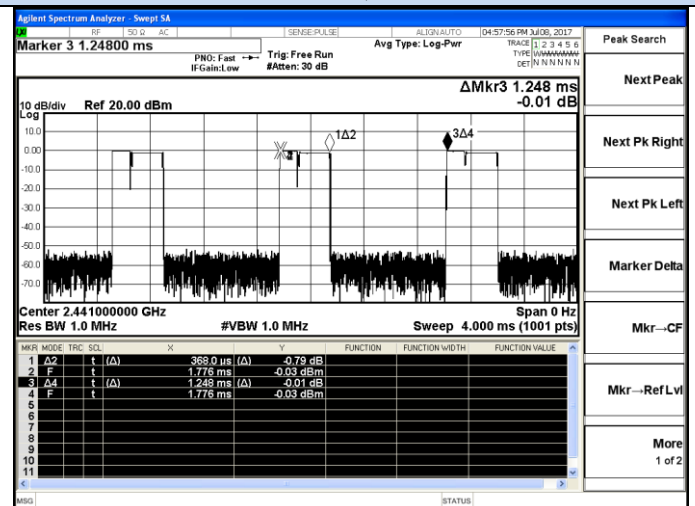 Agilent Spectrum Analyzer - Swept SA
RF 50 Ω AC SENSE:PULSE ALIGN AUTO 04:57:56 PM Jul 08, 2017
Marker 3 1.24800 ms
PNO: Fast
IFGain:Low
Trig: Free Run
#Atten: 30 dB
Avg Type: Log-Pwr
TRACE 1 2 3 4 5 6
TYPE
DET N N N N N N
Peak Search
ΔMkr3 1.248 ms
-0.01 dB
10 dB/div Ref 20.00 dBm
Log
10.0
0.00
-10.0
-20.0
-30.0
-40.0
-50.0
-60.0
-70.0
1Δ2
3Δ4
Center 2.441000000 GHz Span 0 Hz
Res BW 1.0 MHz #VBW 1.0 MHz Sweep 4.000 ms (1001 pts)
MKR MODE TRC SCL X Y FUNCTION FUNCTION WIDTH FUNCTION VALUE
1 Δ2 t (Δ) 368.0 µs (Δ) -0.79 dB
2 F t 1.776 ms -0.03 dBm
3 Δ4 t (Δ) 1.248 ms (Δ) -0.01 dB
4 F t 1.776 ms -0.03 dBm
5
6
7
8
9
10
11
Next Peak
Next Pk Right
Next Pk Left
Marker Delta
Mkr→CF
Mkr→Ref Lvl
More
1 of 2
MSG STATUS